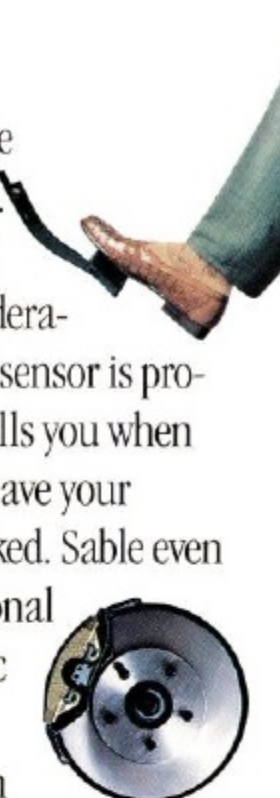 e
dera-
sensor is pro-
lls you when
ave your
ked. Sable even
onal
c
n